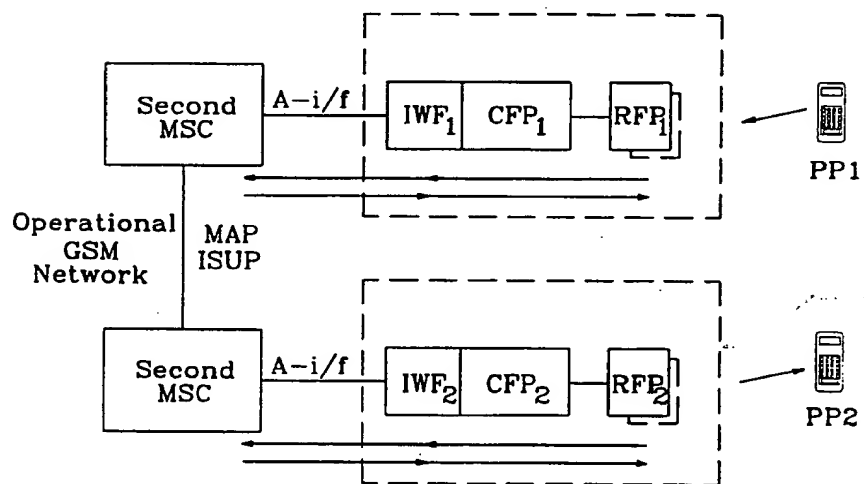 Second
MSC
A-i/f
IWF1
CFP1
RFP1
PP1
Operational
GSM
Network
MAP
ISUP
Second
MSC
A-i/f
IWF2
CFP2
RFP2
PP2